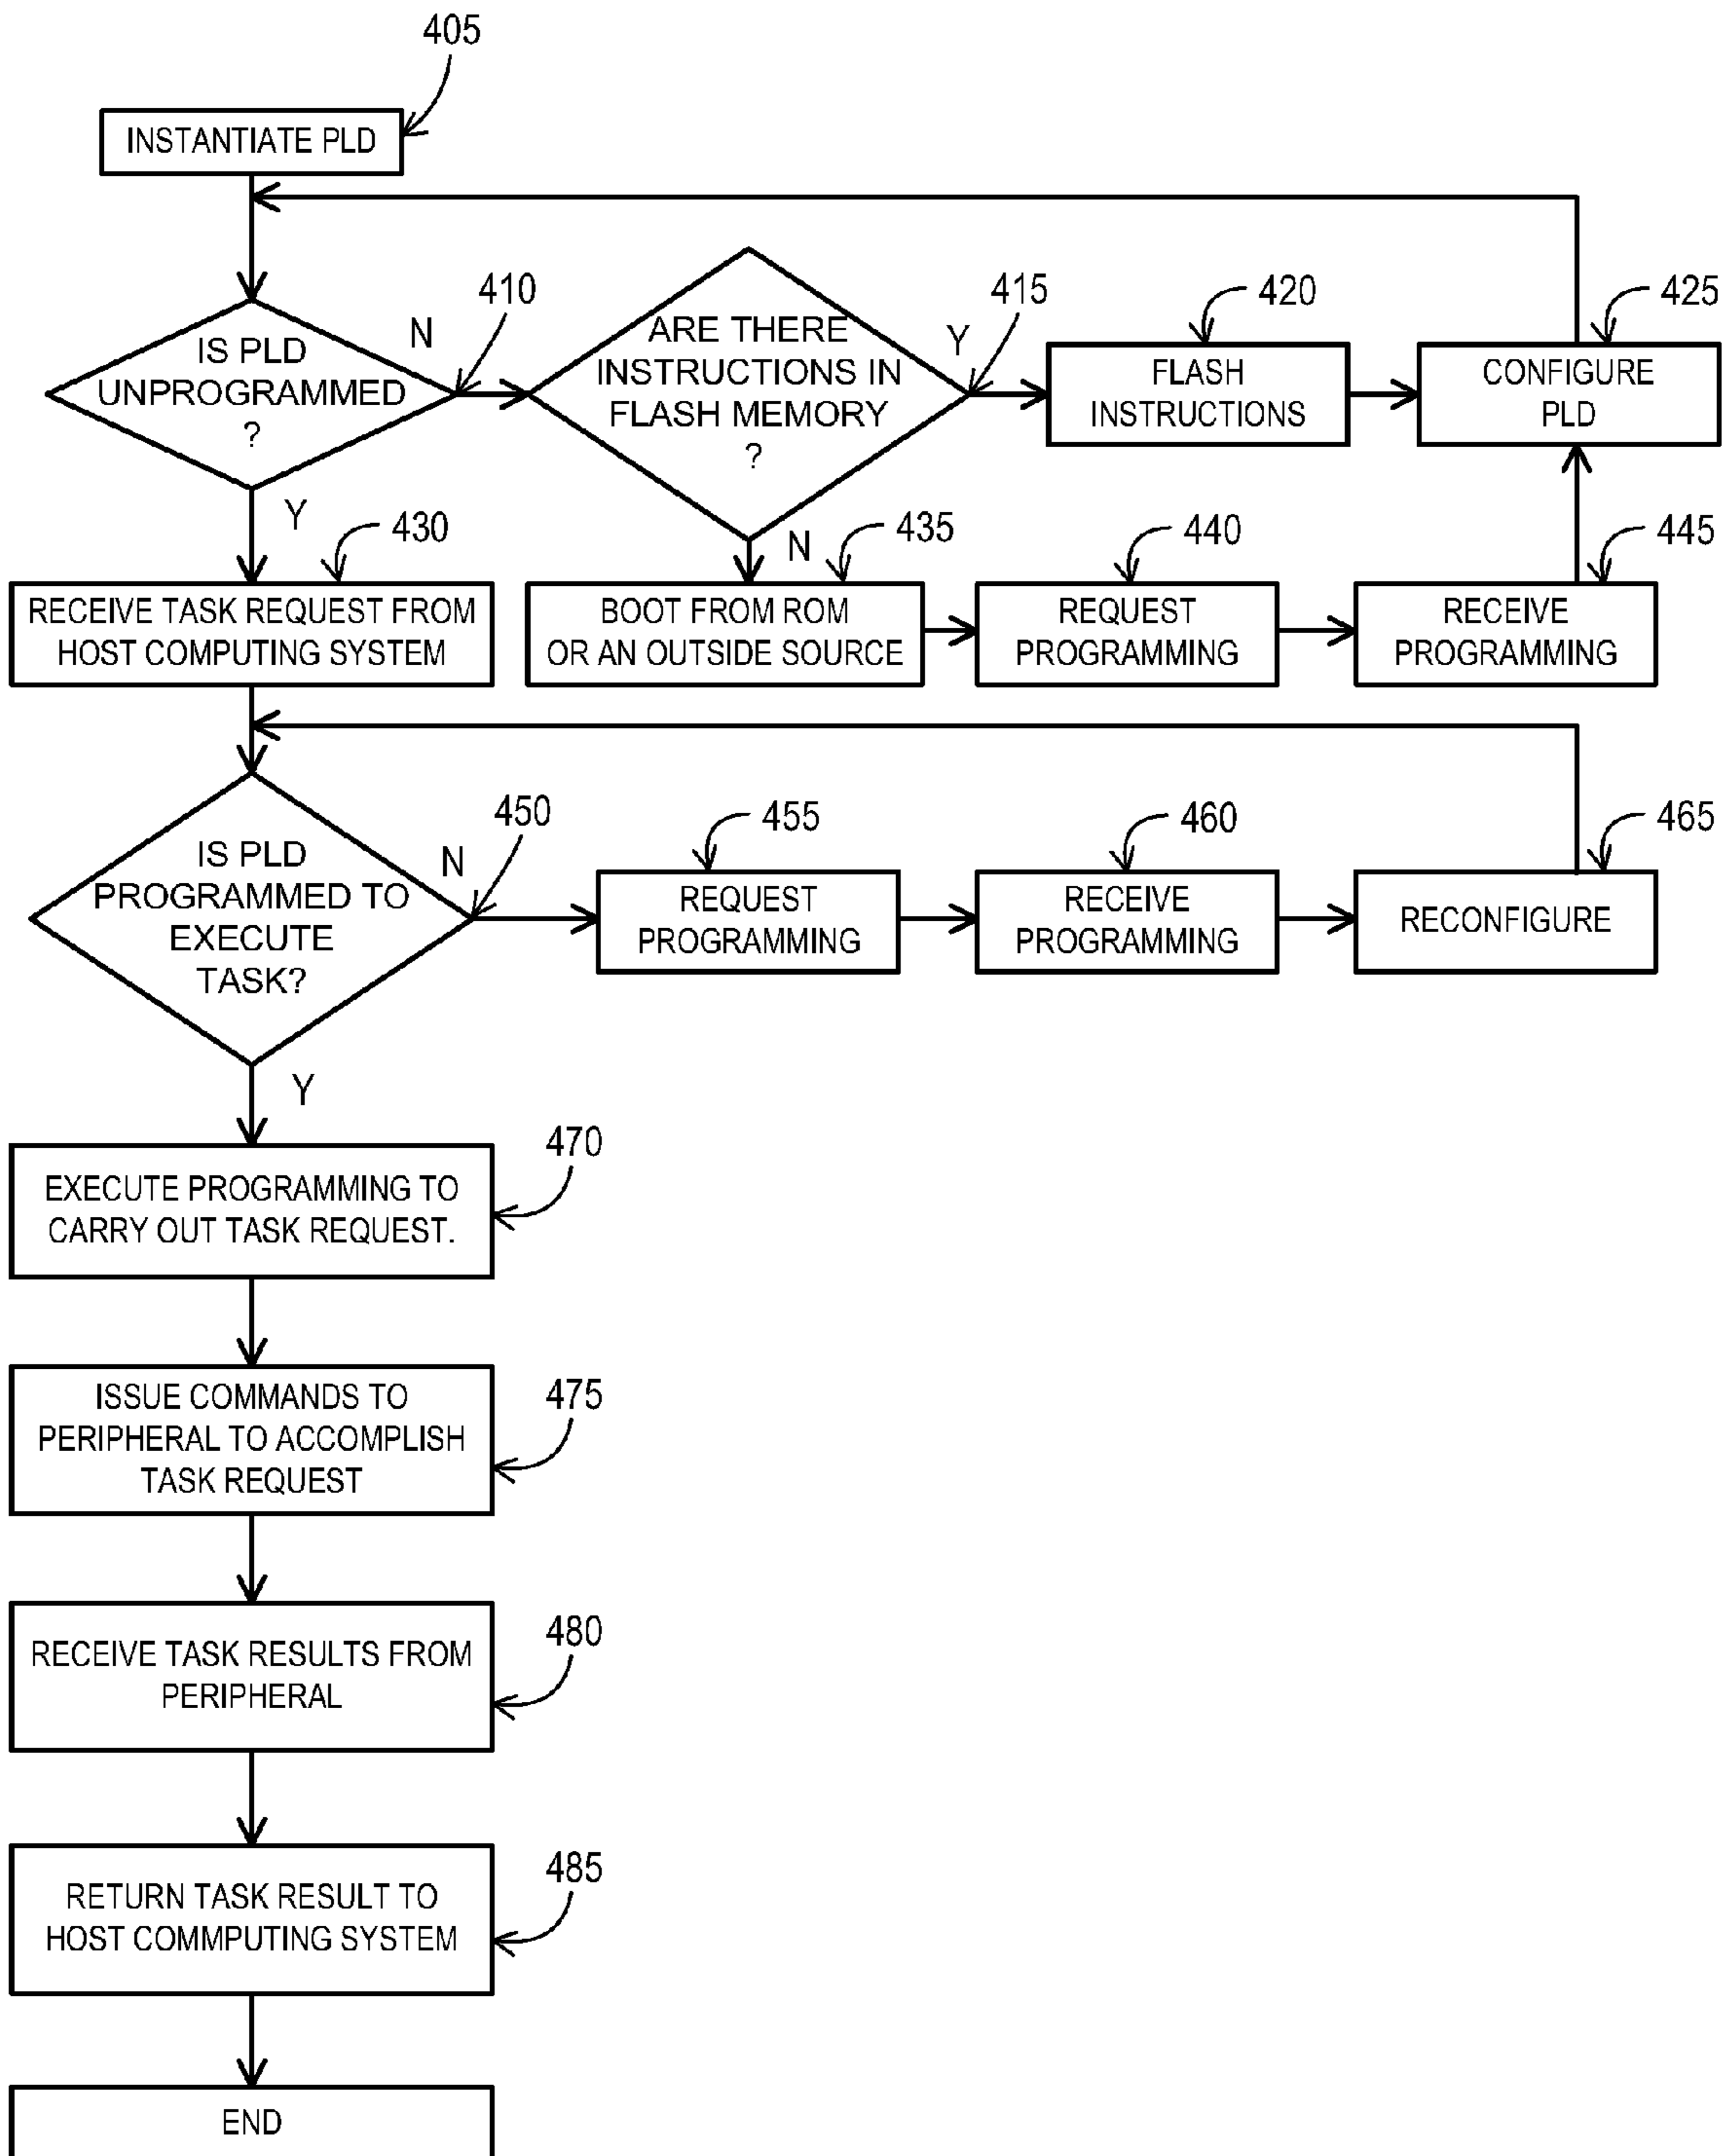 405
INSTANTIATE PLD
410
N
IS PLD
UNPROGRAMMED
?
Y
415
Y
ARE THERE
INSTRUCTIONS IN
FLASH MEMORY
?
N
420
FLASH
INSTRUCTIONS
425
CONFIGURE
PLD
430
RECEIVE TASK REQUEST FROM
HOST COMPUTING SYSTEM
435
BOOT FROM ROM
OR AN OUTSIDE SOURCE
440
REQUEST
PROGRAMMING
445
RECEIVE
PROGRAMMING
450
N
IS PLD
PROGRAMMED TO
EXECUTE
TASK?
Y
455
REQUEST
PROGRAMMING
460
RECEIVE
PROGRAMMING
465
RECONFIGURE
470
EXECUTE PROGRAMMING TO
CARRY OUT TASK REQUEST.
475
ISSUE COMMANDS TO
PERIPHERAL TO ACCOMPLISH
TASK REQUEST
480
RECEIVE TASK RESULTS FROM
PERIPHERAL
485
RETURN TASK RESULT TO
HOST COMMPUTING SYSTEM
END